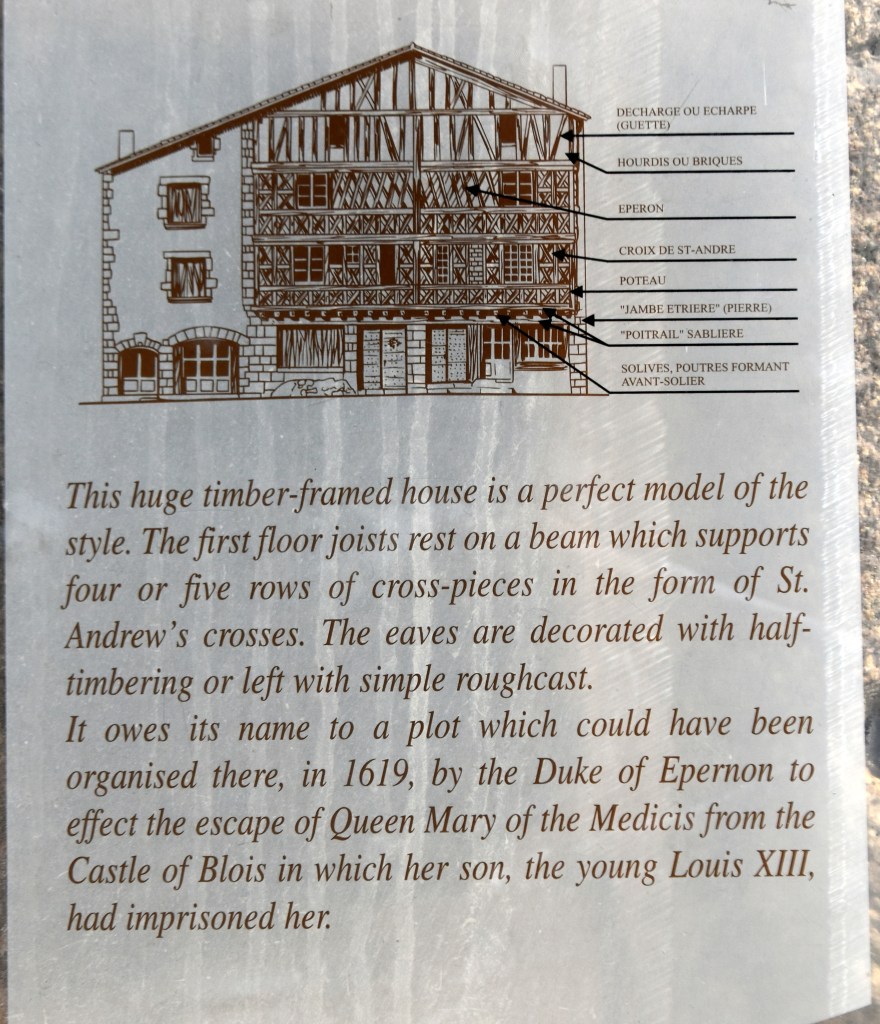 DECHARGE OU ECHARPE
(GUETTE)
HOURDIS OU BRIQUES
EPERON
CROIX DE ST-ANDRE
POTEAU
"JAMBE ETRIERE" (PIERRE)
"POITRAIL" SABLIERE
SOLIVES, POUTRES FORMANT
AVANT-SOLIER
This huge timber-framed house is a perfect model of the
style. The first floor joists rest on a beam which supports
four or five rows of cross-pieces in the form of St.
Andrew's crosses. The eaves are decorated with half-
timbering or left with simple roughcast.
It owes its name to a plot which could have been
organised there, in 1619, by the Duke of Epernon to
effect the escape of Queen Mary of the Medicis from the
Castle of Blois in which her son, the young Louis XIII,
had imprisoned her.